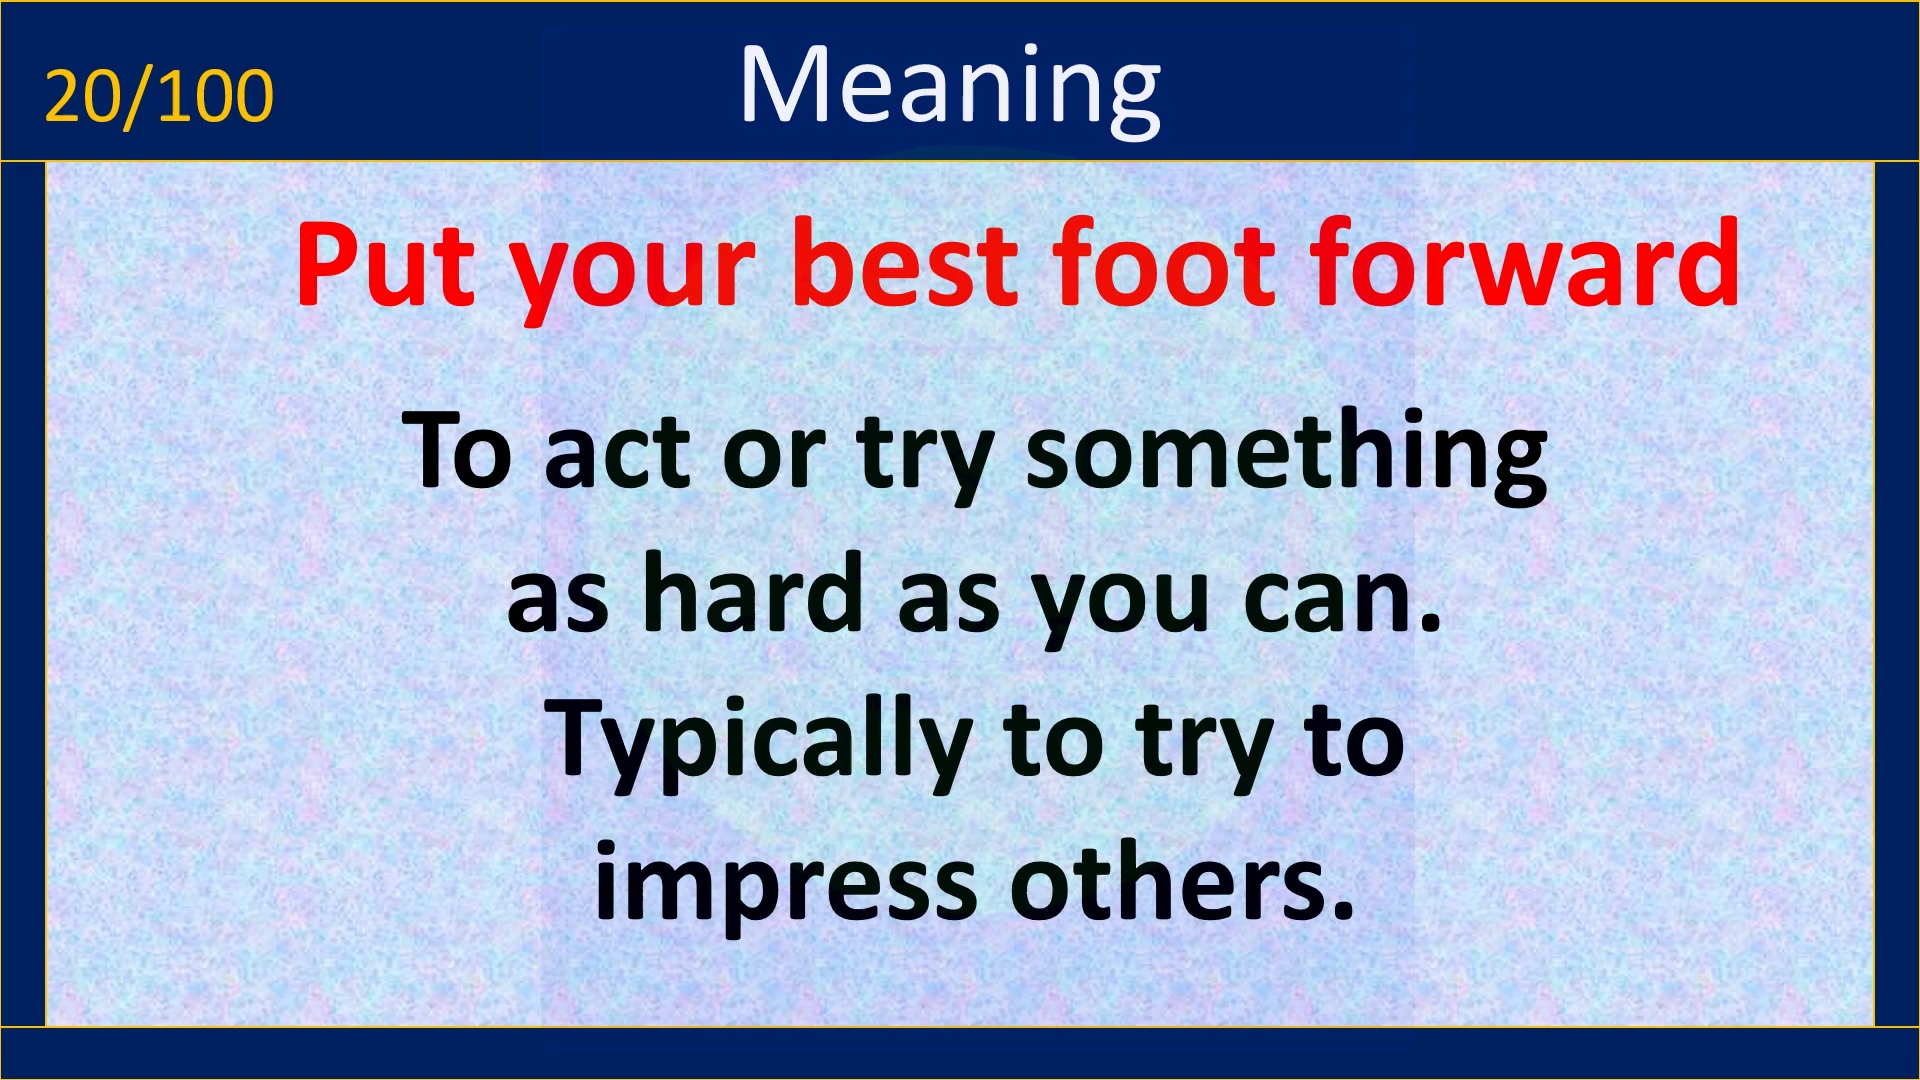 20/100
Meaning
Put your best foot forward
To act or try something
as hard as you can.
Typically to try to
impress others.